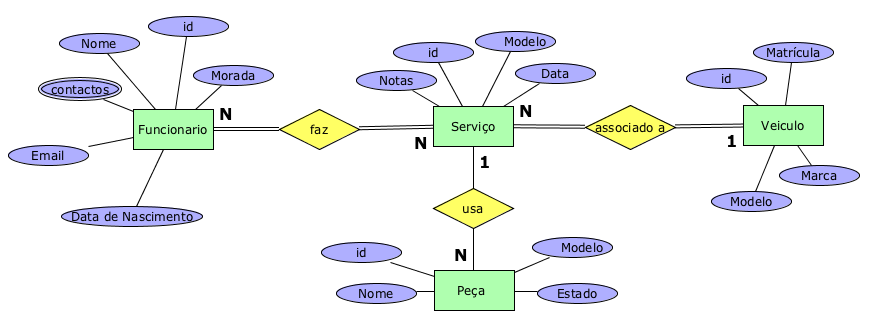 id
Nome
Morada
contactos
Funcionario
Email
Data de Nascimento
N
faz
N
id
Modelo
Notas
Data
Serviço
N
1
associado a
1
Matrícula
id
Veiculo
Marca
Modelo
usa
N
id
Modelo
Peça
Nome
Estado